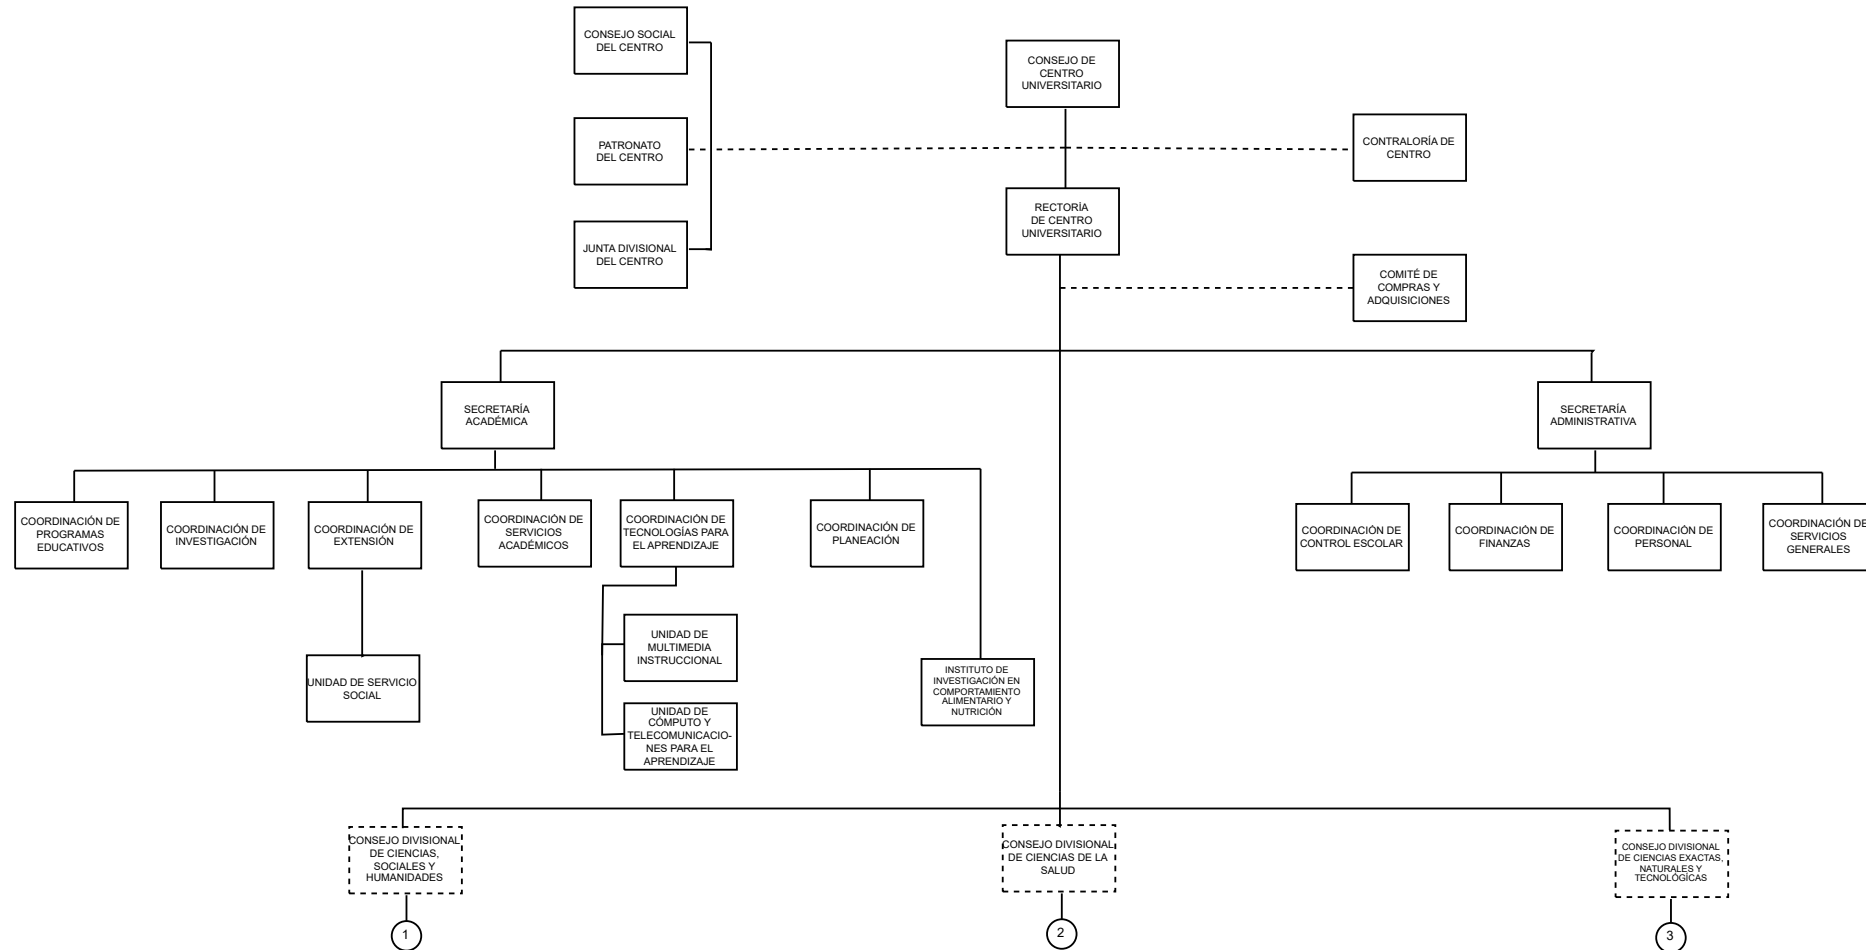 CONSEJO SOCIAL
DEL CENTRO
CONSEJO DE
CENTRO
UNIVERSITARIO
PATRONATO
DEL CENTRO
CONTRALORÍA DE
CENTRO
RECTORÍA
DE CENTRO
UNIVERSITARIO
JUNTA DIVISIONAL
DEL CENTRO
COMITÉ DE
COMPRAS Y
ADQUISICIONES
SECRETARÍA
ACADÉMICA
SECRETARÍA
ADMINISTRATIVA
COORDINACIÓN DE
PROGRAMAS
EDUCATIVOS
COORDINACIÓN DE
INVESTIGACIÓN
COORDINACIÓN DE
EXTENSIÓN
COORDINACIÓN DE
SERVICIOS
ACADÉMICOS
COORDINACIÓN DE
TECNOLOGÍAS PARA
EL APRENDIZAJE
COORDINACIÓN DE
PLANEACIÓN
COORDINACIÓN DE
CONTROL ESCOLAR
COORDINACIÓN DE
FINANZAS
COORDINACIÓN DE
PERSONAL
COORDINACIÓN DE
SERVICIOS
GENERALES
UNIDAD DE SERVICIO
SOCIAL
UNIDAD DE
MULTIMEDIA
INSTRUCCIONAL
UNIDAD DE
CÓMPUTO Y
TELECOMUNICACIO-
NES PARA EL
APRENDIZAJE
INSTITUTO DE
INVESTIGACIÓN EN
COMPORTAMIENTO
ALIMENTARIO Y
NUTRICIÓN
CONSEJO DIVISIONAL
DE CIENCIAS,
SOCIALES Y
HUMANIDADES
CONSEJO DIVISIONAL
DE CIENCIAS DE LA
SALUD
CONSEJO DIVISIONAL
DE CIENCIAS EXACTAS,
NATURALES Y
TECNOLÓGÍCAS
1
2
3